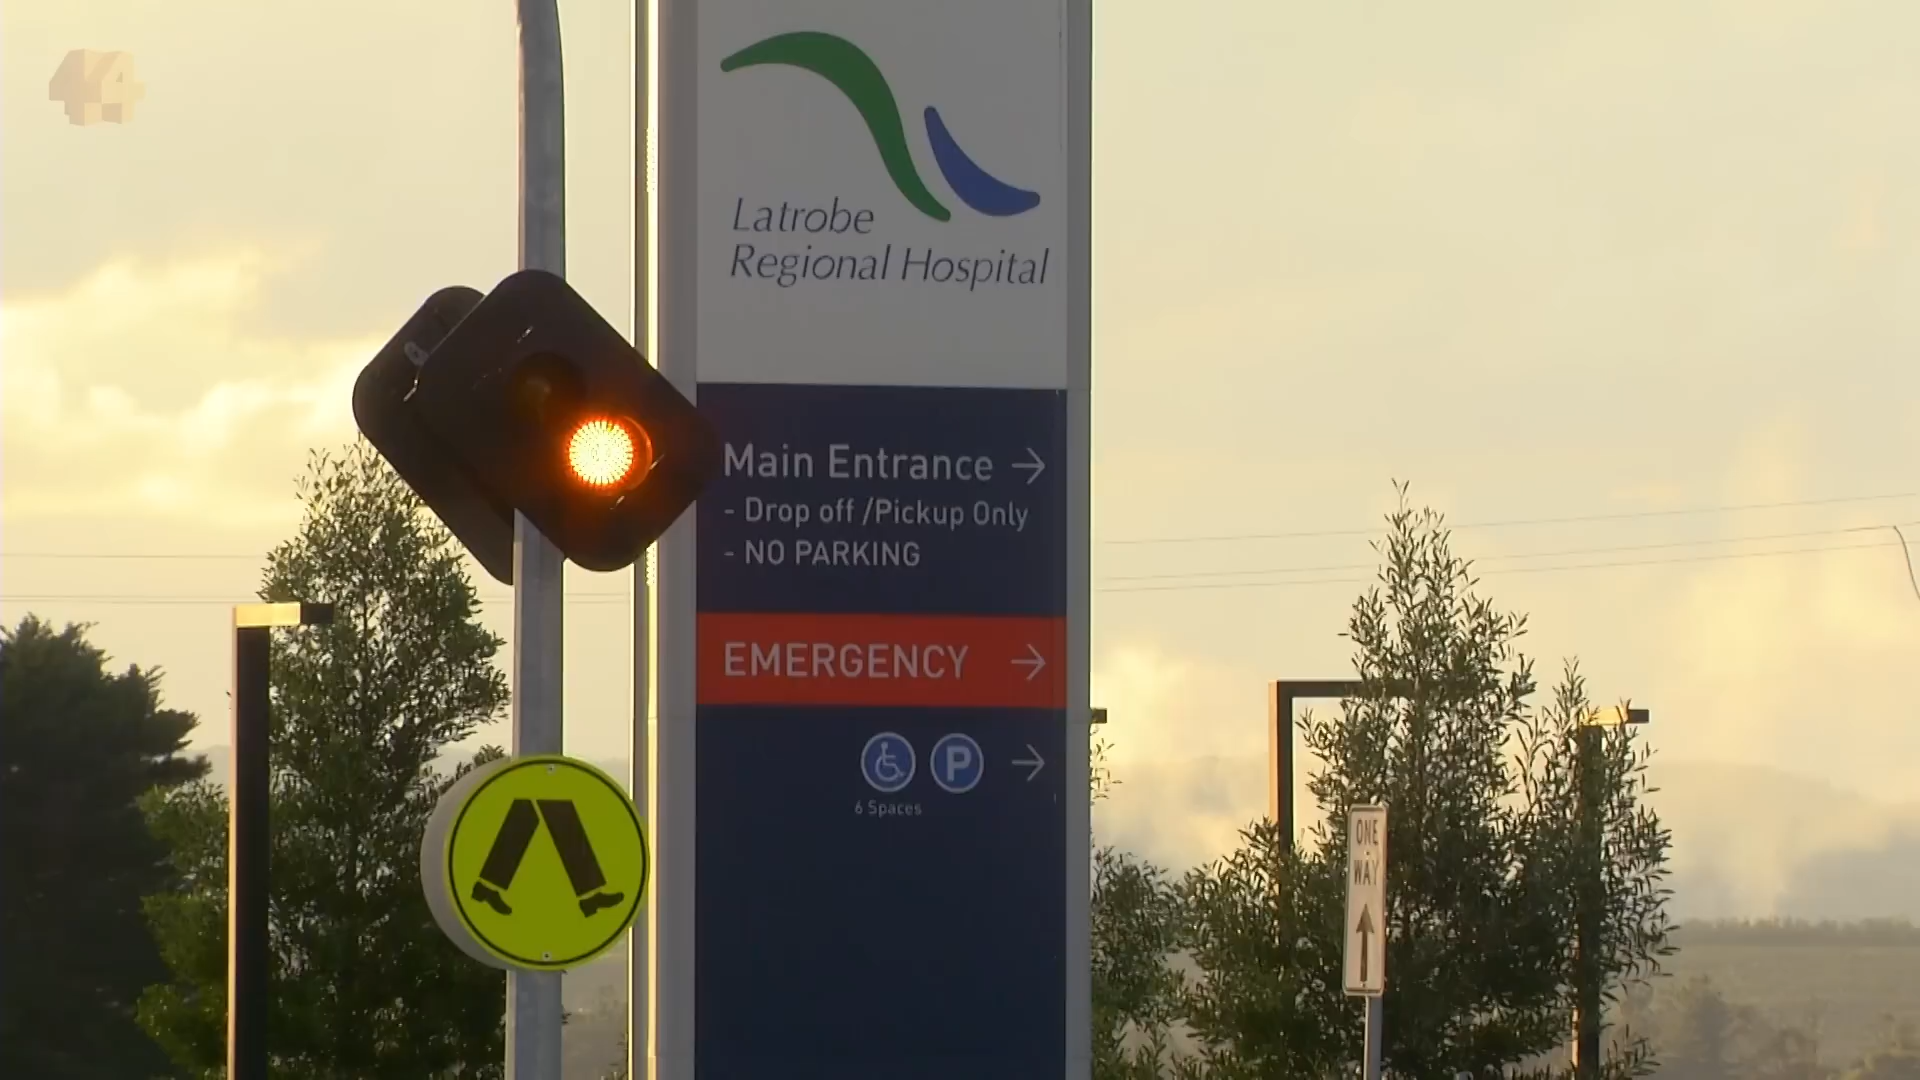 Latrobe
Regional Hospital
Main Entrance →
- Drop off /Pickup Only
- NO PARKING
EMERGENCY →
P →
6 Spaces
ONE
WAY